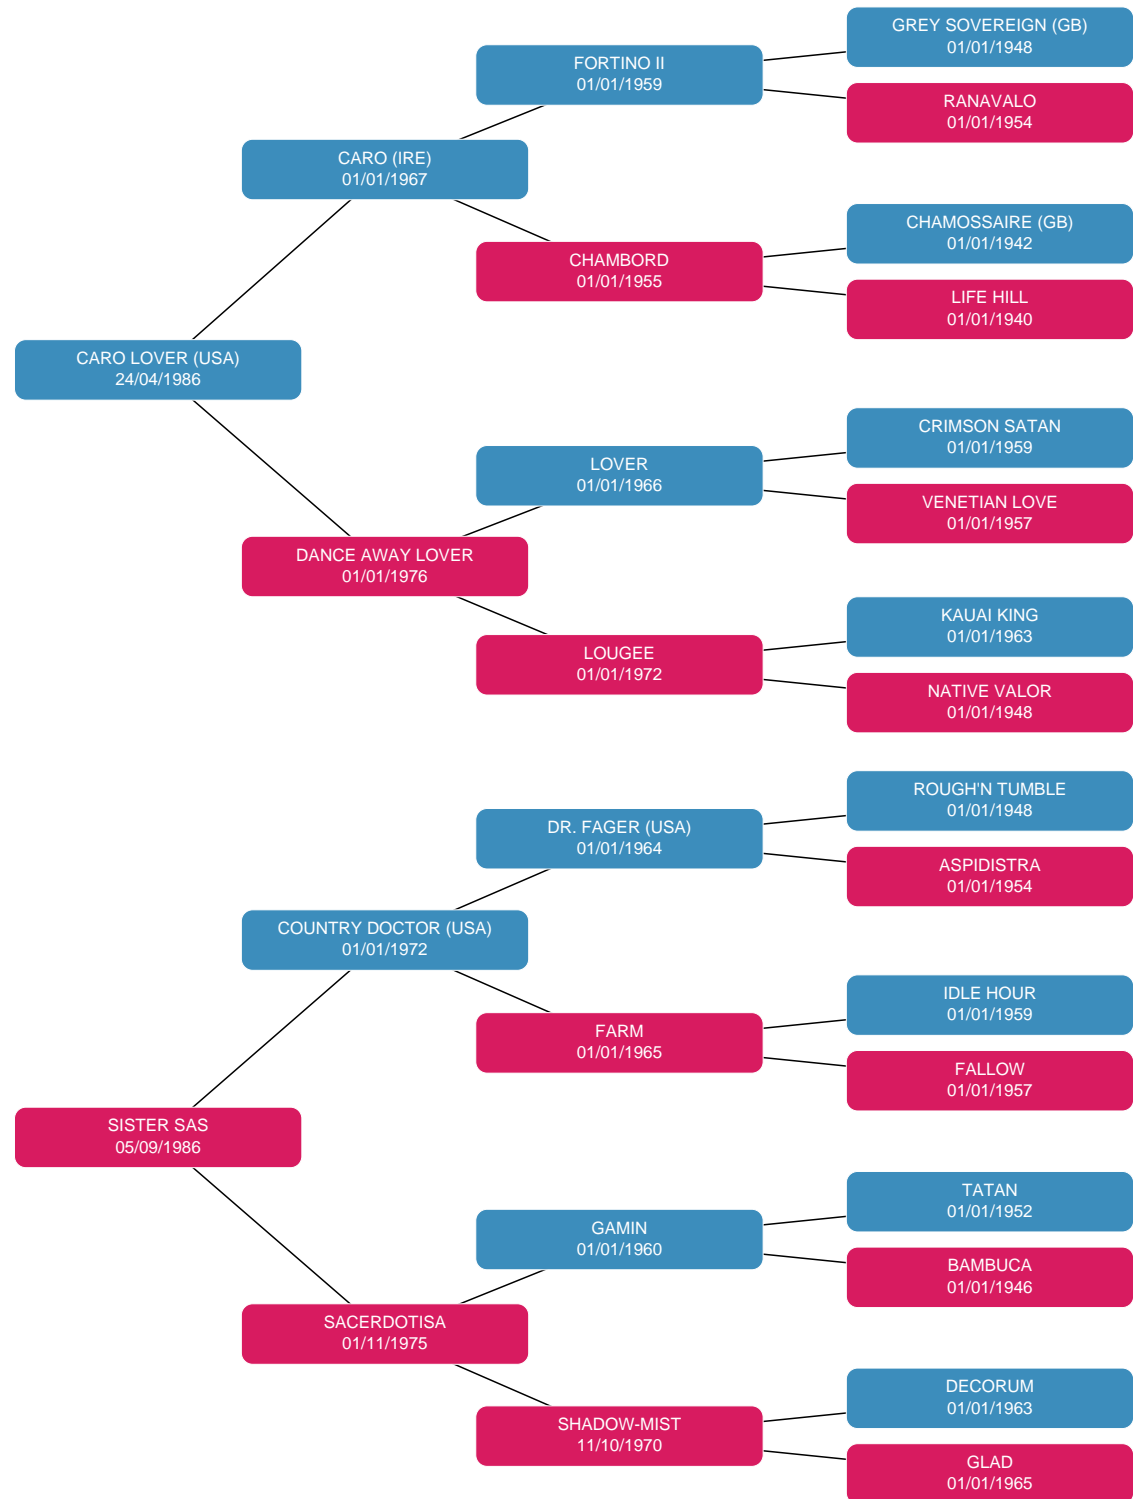 GREY SOVEREIGN (GB)
01/01/1948
FORTINO II
01/01/1959
RANAVALO
01/01/1954
CARO (IRE)
01/01/1967
CHAMOSSAIRE (GB)
01/01/1942
CHAMBORD
01/01/1955
LIFE HILL
01/01/1940
CARO LOVER (USA)
24/04/1986
CRIMSON SATAN
01/01/1959
LOVER
01/01/1966
VENETIAN LOVE
01/01/1957
DANCE AWAY LOVER
01/01/1976
KAUAI KING
01/01/1963
LOUGEE
01/01/1972
NATIVE VALOR
01/01/1948
ROUGH'N TUMBLE
01/01/1948
DR. FAGER (USA)
01/01/1964
ASPIDISTRA
01/01/1954
COUNTRY DOCTOR (USA)
01/01/1972
IDLE HOUR
01/01/1959
FARM
01/01/1965
FALLOW
01/01/1957
SISTER SAS
05/09/1986
TATAN
01/01/1952
GAMIN
01/01/1960
BAMBUCA
01/01/1946
SACERDOTISA
01/11/1975
DECORUM
01/01/1963
SHADOW-MIST
11/10/1970
GLAD
01/01/1965